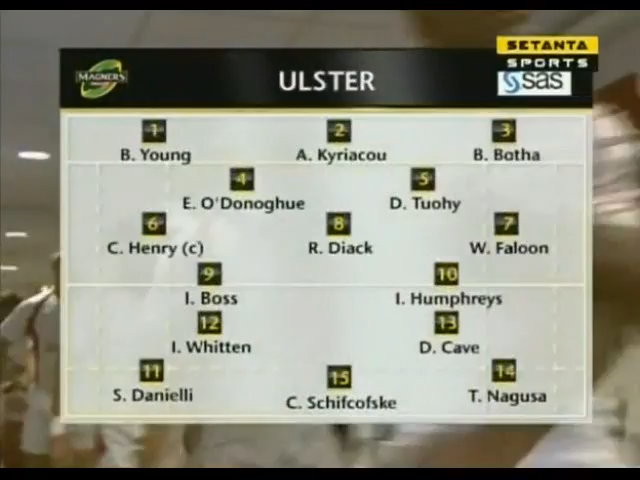 SETANTA
SPORTS
MAGNERS
ULSTER
sas
1 2 3
B. Young A. Kyriacou B. Botha
4 5
E. O'Donoghue D. Tuohy
6 8 7
C. Henry (c) R. Diack W. Faloon
9 10
I. Boss I. Humphreys
12 13
I. Whitten D. Cave
11 15 14
S. Danielli C. Schifcofske T. Nagusa